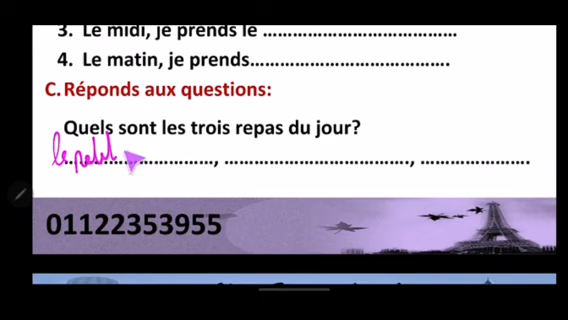 3. Le midi, je prends le ……………………………………
4. Le matin, je prends…………………………………….
C. Réponds aux questions:
Quels sont les trois repas du jour?
le petit ……………………, ………………………………….., …………………….
01122353955